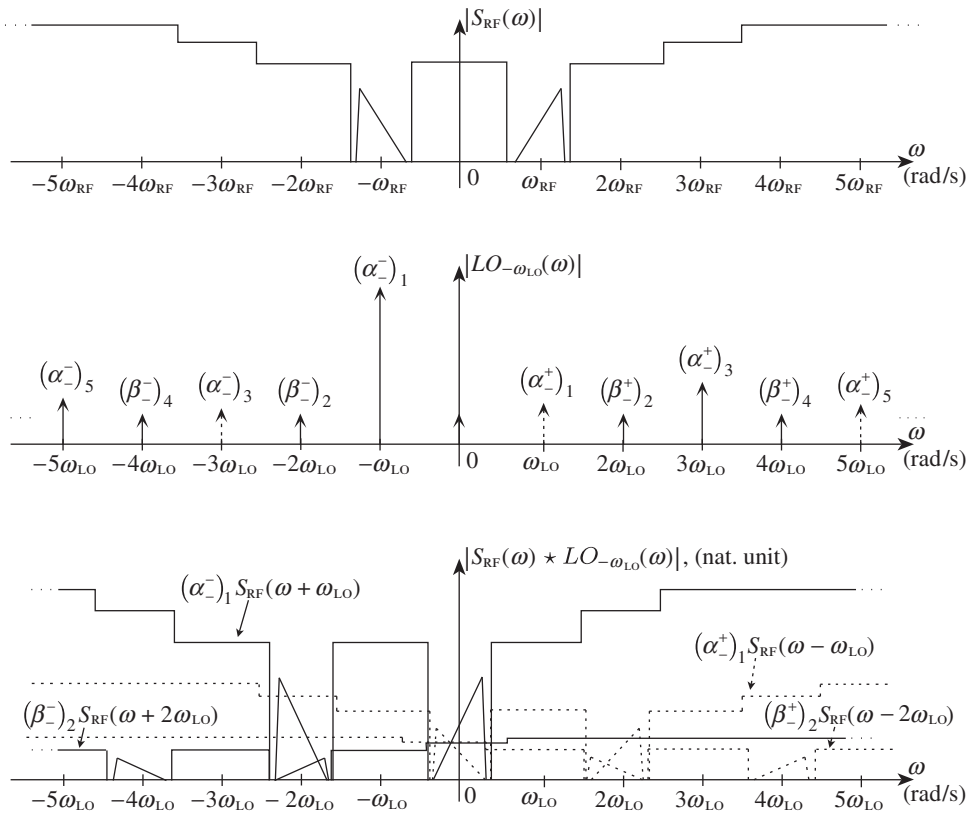 |S_RF(ω)|
. . .
. . .
ω
(rad/s)
−5ω_RF −4ω_RF −3ω_RF −2ω_RF −ω_RF 0 ω_RF 2ω_RF 3ω_RF 4ω_RF 5ω_RF
|LO_−ω_LO(ω)|
(α_−^−)_1
(α_−^−)_5 (β_−^−)_4 (α_−^−)_3 (β_−^−)_2 (α_−^+)_1 (β_−^+)_2 (α_−^+)_3 (β_−^+)_4 (α_−^+)_5
. . .
. . .
ω
(rad/s)
−5ω_LO −4ω_LO −3ω_LO −2ω_LO −ω_LO 0 ω_LO 2ω_LO 3ω_LO 4ω_LO 5ω_LO
|S_RF(ω) ⋆ LO_−ω_LO(ω)|, (nat. unit)
(α_−^−)_1 S_RF(ω + ω_LO)
. . .
. . .
(α_−^+)_1 S_RF(ω − ω_LO)
(β_−^−)_2 S_RF(ω + 2ω_LO)
(β_−^+)_2 S_RF(ω − 2ω_LO)
. . .
. . .
ω
(rad/s)
−5ω_LO −4ω_LO −3ω_LO −2ω_LO −ω_LO 0 ω_LO 2ω_LO 3ω_LO 4ω_LO 5ω_LO